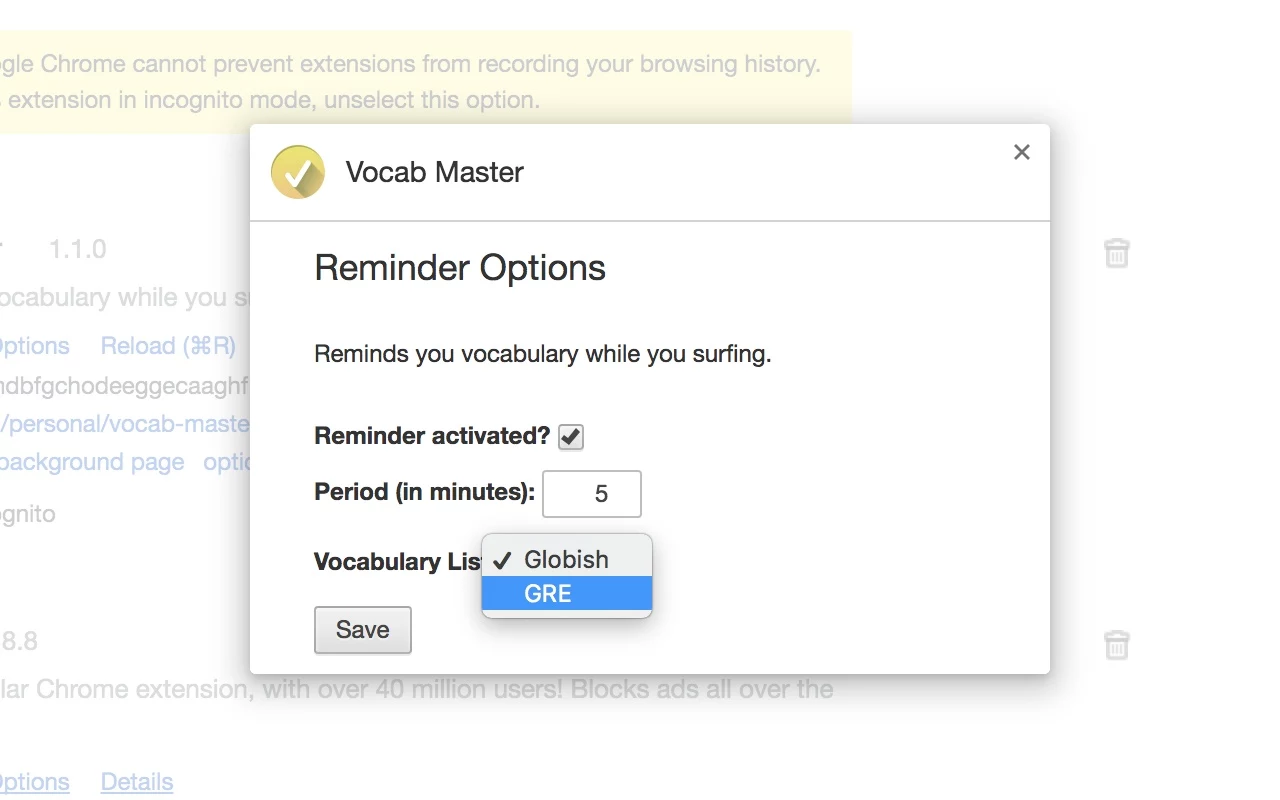 gle Chrome cannot prevent extensions from recording your browsing history.
extension in incognito mode, unselect this option.
Vocab Master
1.1.0
Reminder Options
ocabulary while you
Options Reload (⌘R)
Reminds you vocabulary while you surfing.
ndbfgchodeeggecaaghf
/personal/vocab-maste
Reminder activated?
background page optio
Period (in minutes): 5
gnito
Vocabulary Lis
✓ Globish
GRE
Save
8.8
lar Chrome extension, with over 40 million users! Blocks ads all over the
Options Details